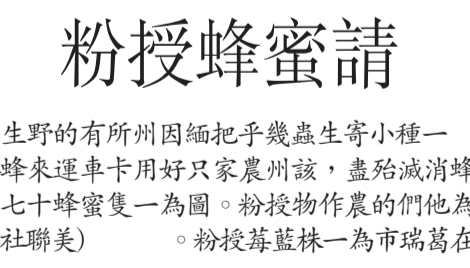 請蜜蜂授粉
一種小寄生蟲幾乎把緬因州所有的野生
蜂消滅殆盡，該州農家只好用卡車運來蜂
為他們的農作物授粉。圖為一隻蜜蜂十七
在葛瑞市為一株藍莓授粉。 (美聯社